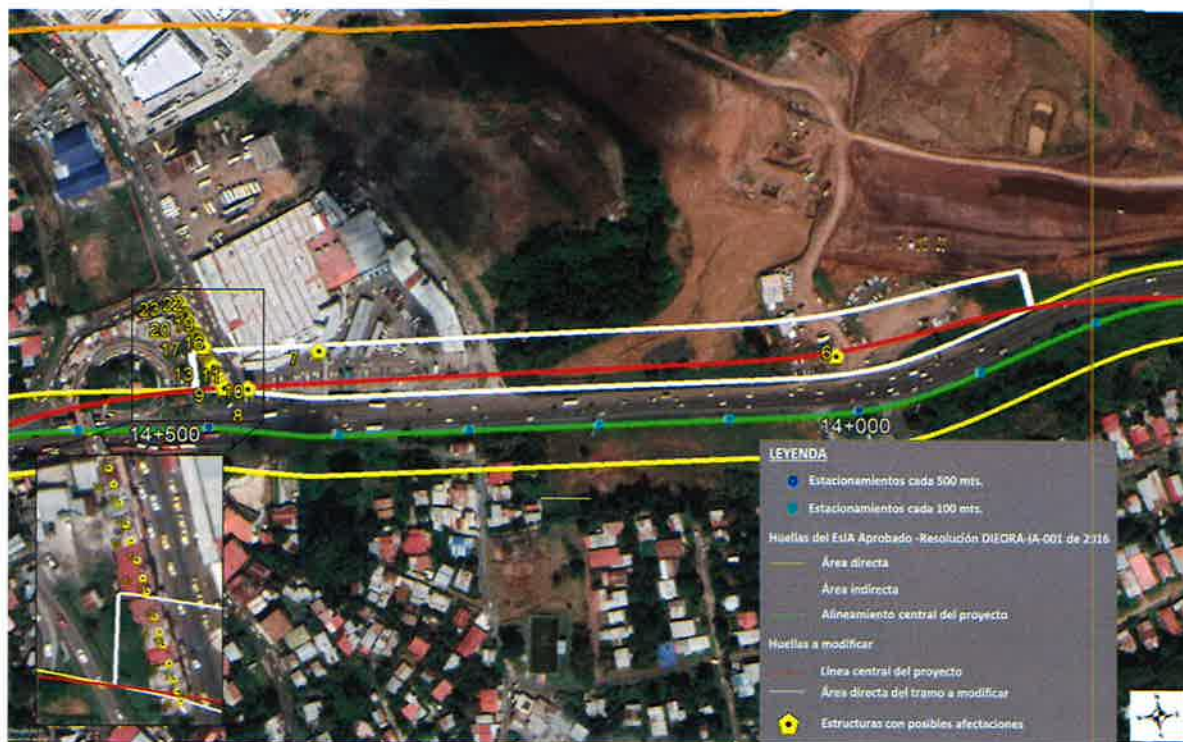 23 22
20
19
17 16
13 11
9 10
8
7
6
14+500
14+000
LEYENDA
Estacionamientos cada 500 mts.
Estacionamientos cada 100 mts.
Huellas del EsIA Aprobado -Resolución DIEORA-IA-001 de 2016
Área directa
Área indirecta
Alineamiento central del proyecto
Huellas a modificar
Línea central del proyecto
Área directa del tramo a modificar
Estructuras con posibles afectaciones